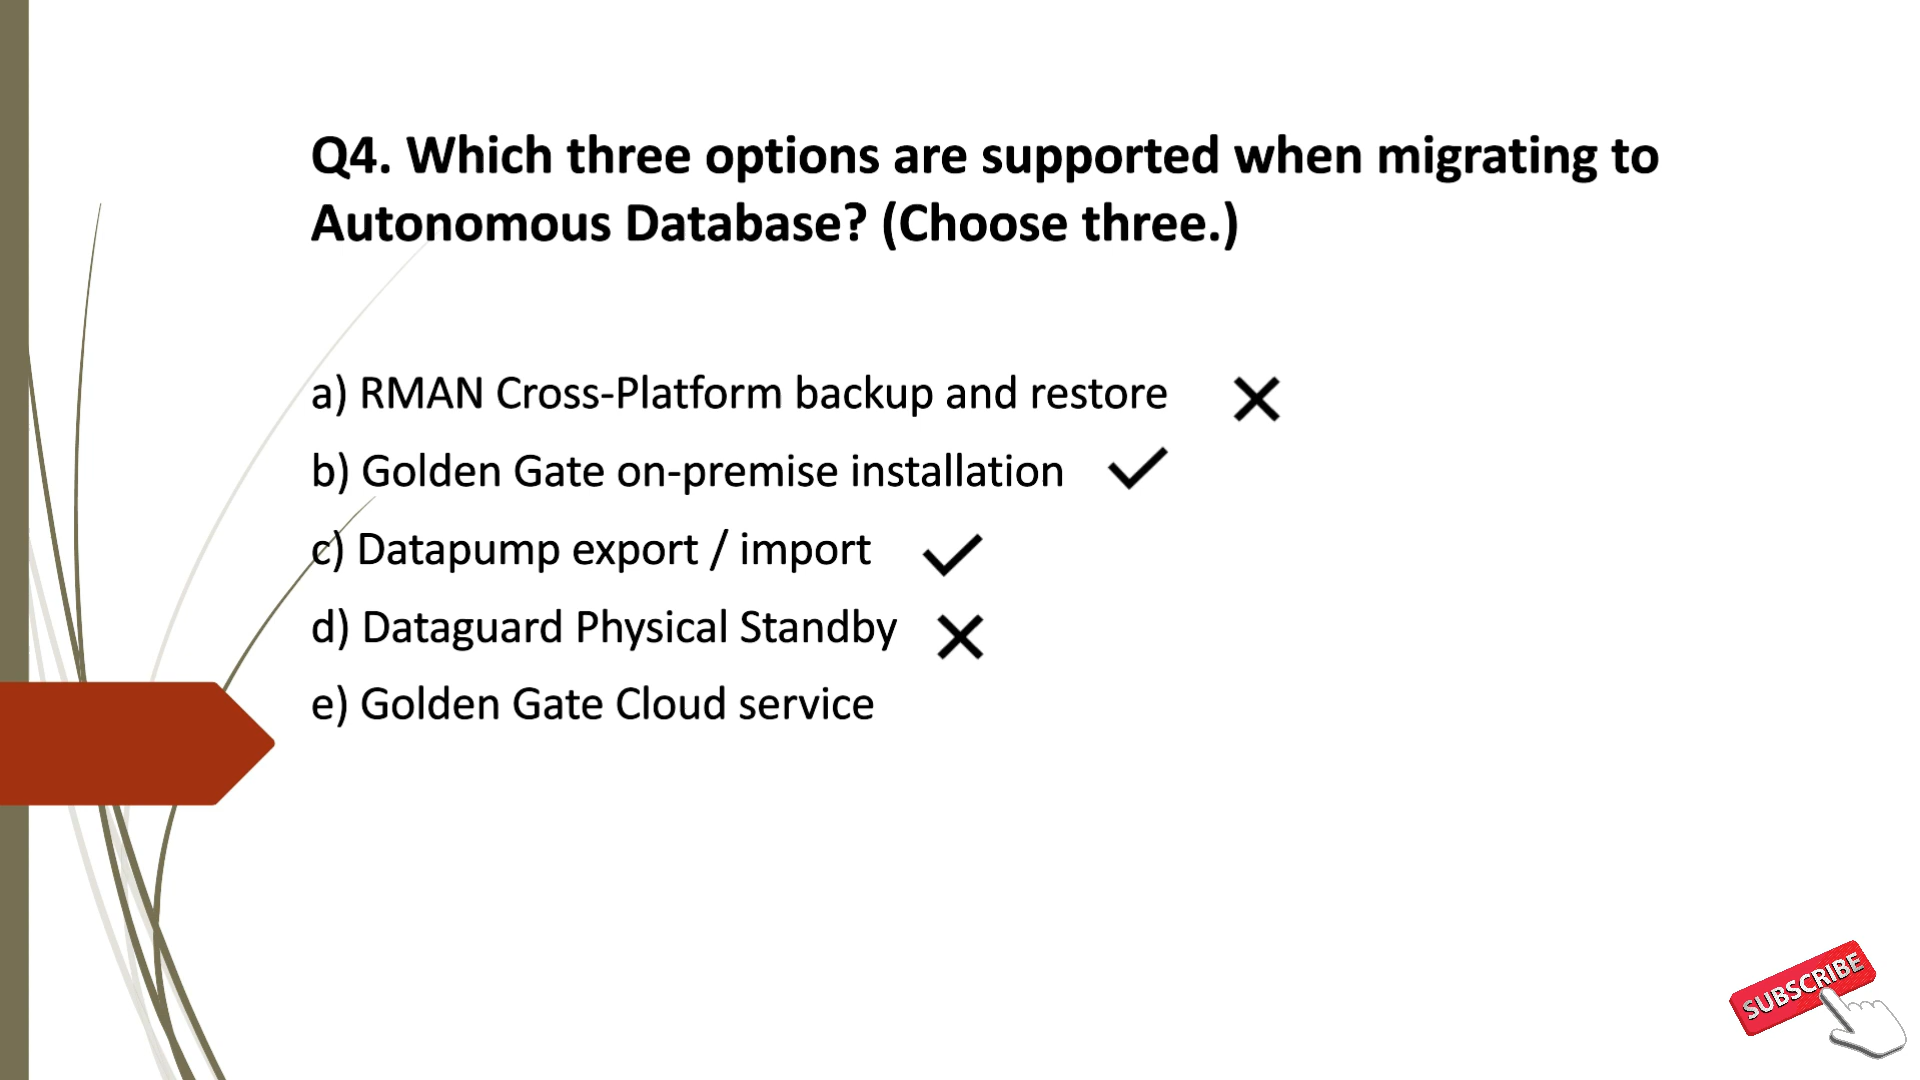 Q4. Which three options are supported when migrating to
Autonomous Database? (Choose three.)
a) RMAN Cross-Platform backup and restore
b) Golden Gate on-premise installation
c) Datapump export / import
d) Dataguard Physical Standby
e) Golden Gate Cloud service
SUBSCRIBE